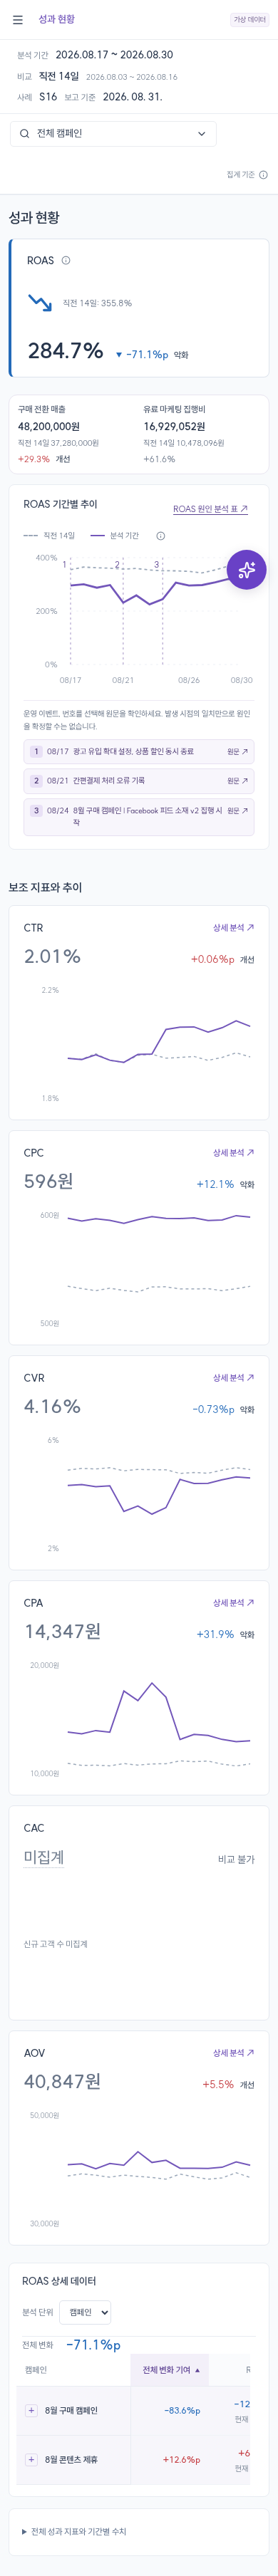 성과 현황
가상 데이터
분석 기간 2026.08.17 ~ 2026.08.30
비교 직전 14일 2026.08.03 ~ 2026.08.16
사례 S16 보고 기준 2026. 08. 31.
전체 캠페인
집계 기준
성과 현황
ROAS
직전 14일: 355.8%
284.7% ▼ -71.1%p 악화
구매 전환 매출
48,200,000원
직전 14일 37,280,000원
+29.3% 개선
유료 마케팅 집행비
16,929,052원
직전 14일 10,478,096원
+61.6%
ROAS 기간별 추이
ROAS 원인 분석 표 ↗
직전 14일 분석 기간
400%
200%
0%
1 2 3
08/17 08/21 08/26 08/30
운영 이벤트, 번호를 선택해 원문을 확인하세요. 발생 시점의 일치만으로 원인
을 확정할 수는 없습니다.
1 08/17 광고 유입 확대 설정, 상품 할인 동시 종료 원문 ↗
2 08/21 간편결제 처리 오류 기록 원문 ↗
3 08/24 8월 구매 캠페인 | Facebook 피드 소재 v2 집행 시 원문 ↗
작
보조 지표와 추이
CTR 상세 분석 ↗
2.01% +0.06%p 개선
2.2%
1.8%
CPC 상세 분석 ↗
596원 +12.1% 악화
600원
500원
CVR 상세 분석 ↗
4.16% -0.73%p 악화
6%
2%
CPA 상세 분석 ↗
14,347원 +31.9% 악화
20,000원
10,000원
CAC
미집계 비교 불가
신규 고객 수 미집계
AOV 상세 분석 ↗
40,847원 +5.5% 개선
50,000원
30,000원
ROAS 상세 데이터
분석 단위 캠페인
전체 변화 -71.1%p
캠페인 전체 변화 기여 ▲ R
+ 8월 구매 캠페인 -83.6%p -12
현재
+ 8월 콘텐츠 제휴 +12.6%p +6
현재
▶ 전체 성과 지표와 기간별 수치